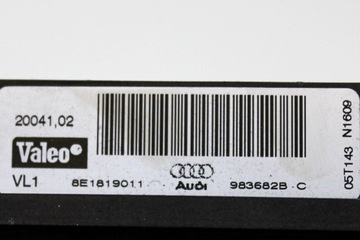 20041,02
Valeo
VL1
8E1819011
Audi
983682B-C
05T143 N1609